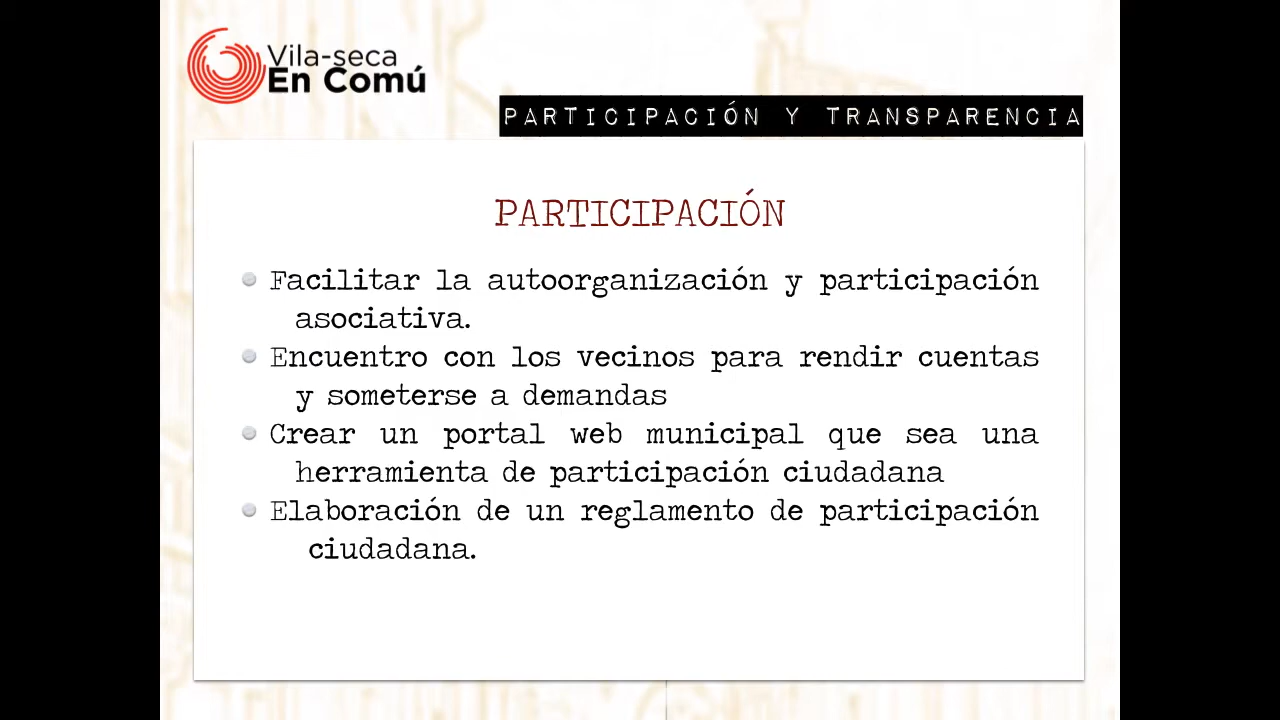 Vila-seca
En Comú
PARTICIPACIÓN Y TRANSPARENCIA
PARTICIPACIÓN
Facilitar la autoorganización y participación
asociativa.
Encuentro con los vecinos para rendir cuentas
y someterse a demandas
Crear un portal web municipal que sea una
herramienta de participación ciudadana
Elaboración de un reglamento de participación
ciudadana.